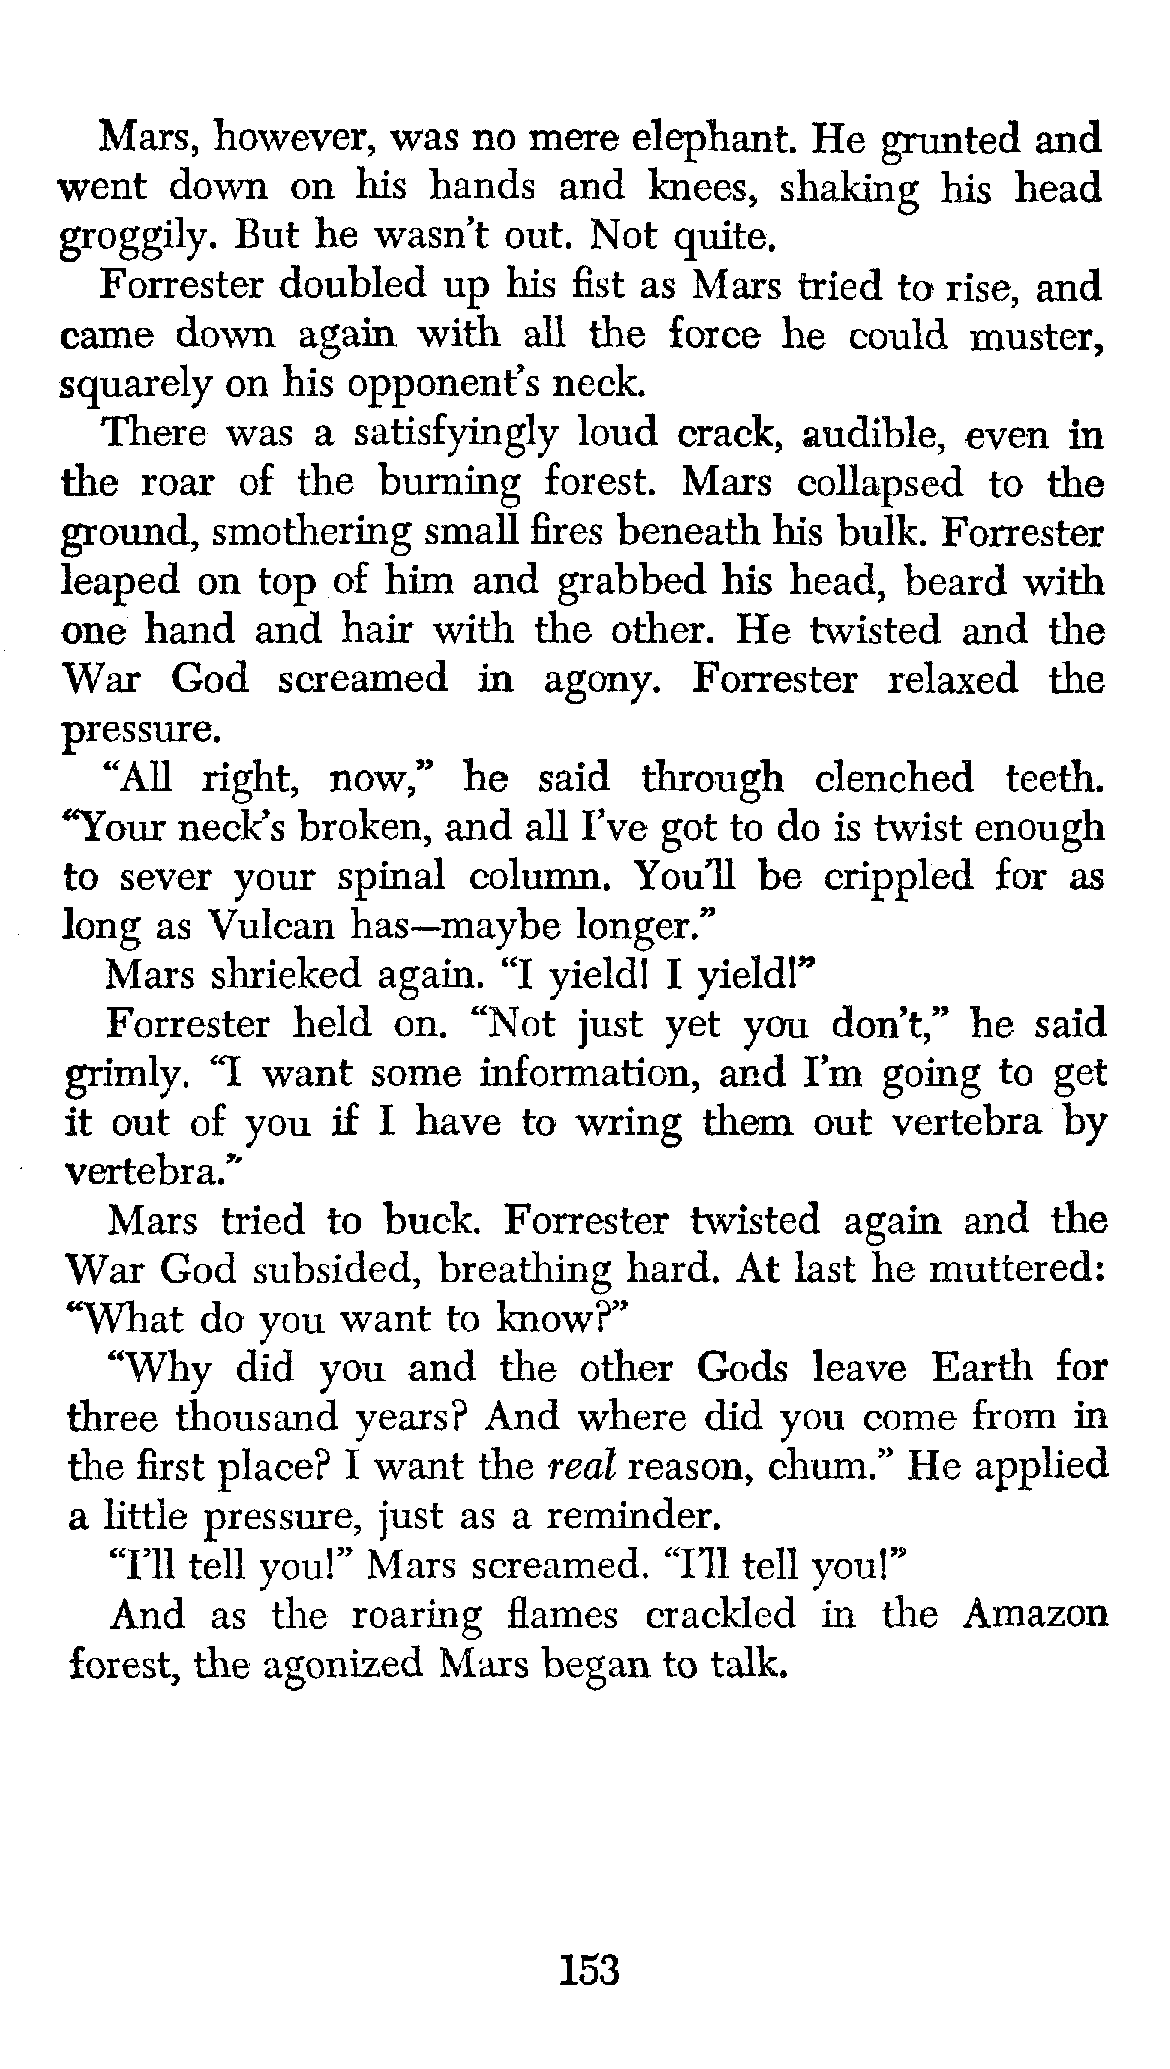 Mars, however, was no mere elephant. He grunted and
went down on his hands and knees, shaking his head
groggily. But he wasn't out. Not quite.
Forrester doubled up his fist as Mars tried to rise, and
came down again with all the force he could muster,
squarely on his opponent's neck.
There was a satisfyingly loud crack, audible, even in
the roar of the burning forest. Mars collapsed to the
ground, smothering small fires beneath his bulk. Forrester
leaped on top of him and grabbed his head, beard with
one hand and hair with the other. He twisted and the
War God screamed in agony. Forrester relaxed the
pressure.
“All right, now,” he said through clenched teeth.
“Your neck's broken, and all I've got to do is twist enough
to sever your spinal column. You'll be crippled for as
long as Vulcan has—maybe longer.”
Mars shrieked again. “I yield! I yield!”
Forrester held on. “Not just yet you don't,” he said
grimly. “I want some information, and I'm going to get
it out of you if I have to wring them out vertebra by
vertebra.”
Mars tried to buck. Forrester twisted again and the
War God subsided, breathing hard. At last he muttered:
“What do you want to know?”
“Why did you and the other Gods leave Earth for
three thousand years? And where did you come from in
the first place? I want the real reason, chum.” He applied
a little pressure, just as a reminder.
“I'll tell you!” Mars screamed. “I'll tell you!”
And as the roaring flames crackled in the Amazon
forest, the agonized Mars began to talk.
153